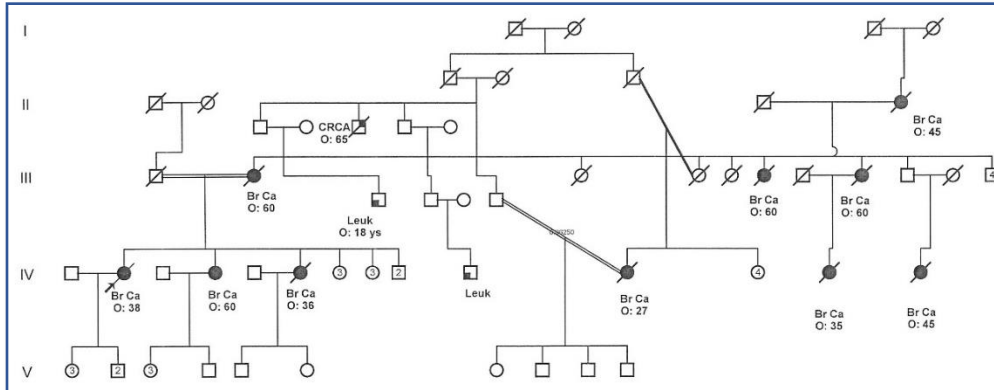 I
II
CRCA
O: 65
Br Ca
O: 45
III
4
Br Ca
O: 60
Br Ca
O: 60
Br Ca
O: 60
Leuk
O: 18 ys
IV
3
3
2
4
Br Ca
O: 38
Br Ca
O: 60
Br Ca
O: 36
Leuk
Br Ca
O: 27
Br Ca
O: 35
Br Ca
O: 45
V
3
2
3